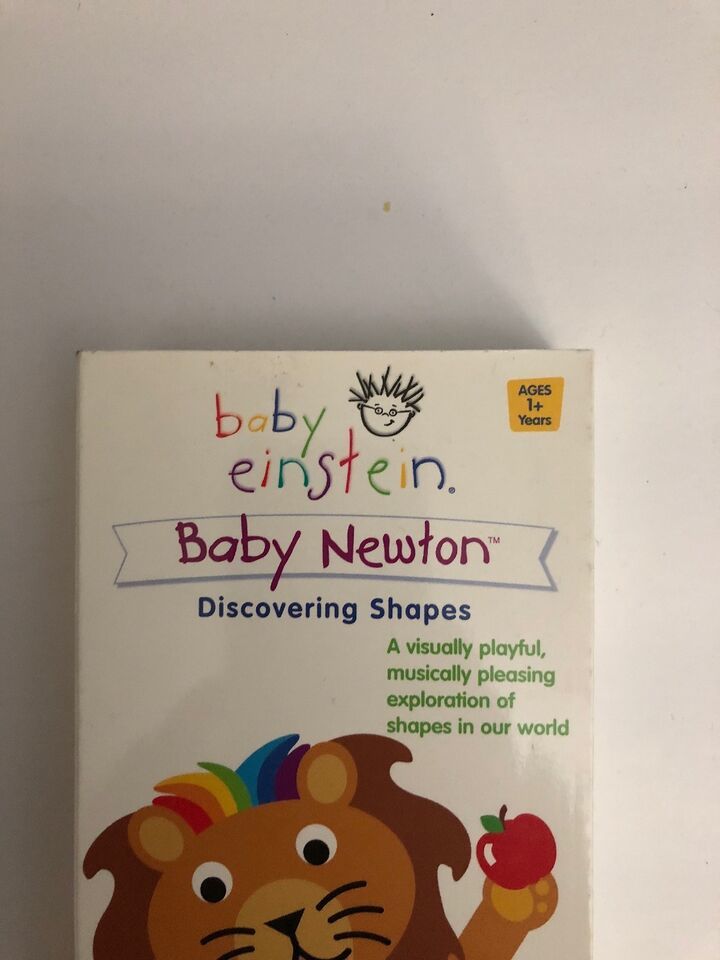 baby
einstein®
AGES
1+
Years
Baby Newton™
Discovering Shapes
A visually playful,
musically pleasing
exploration of
shapes in our world